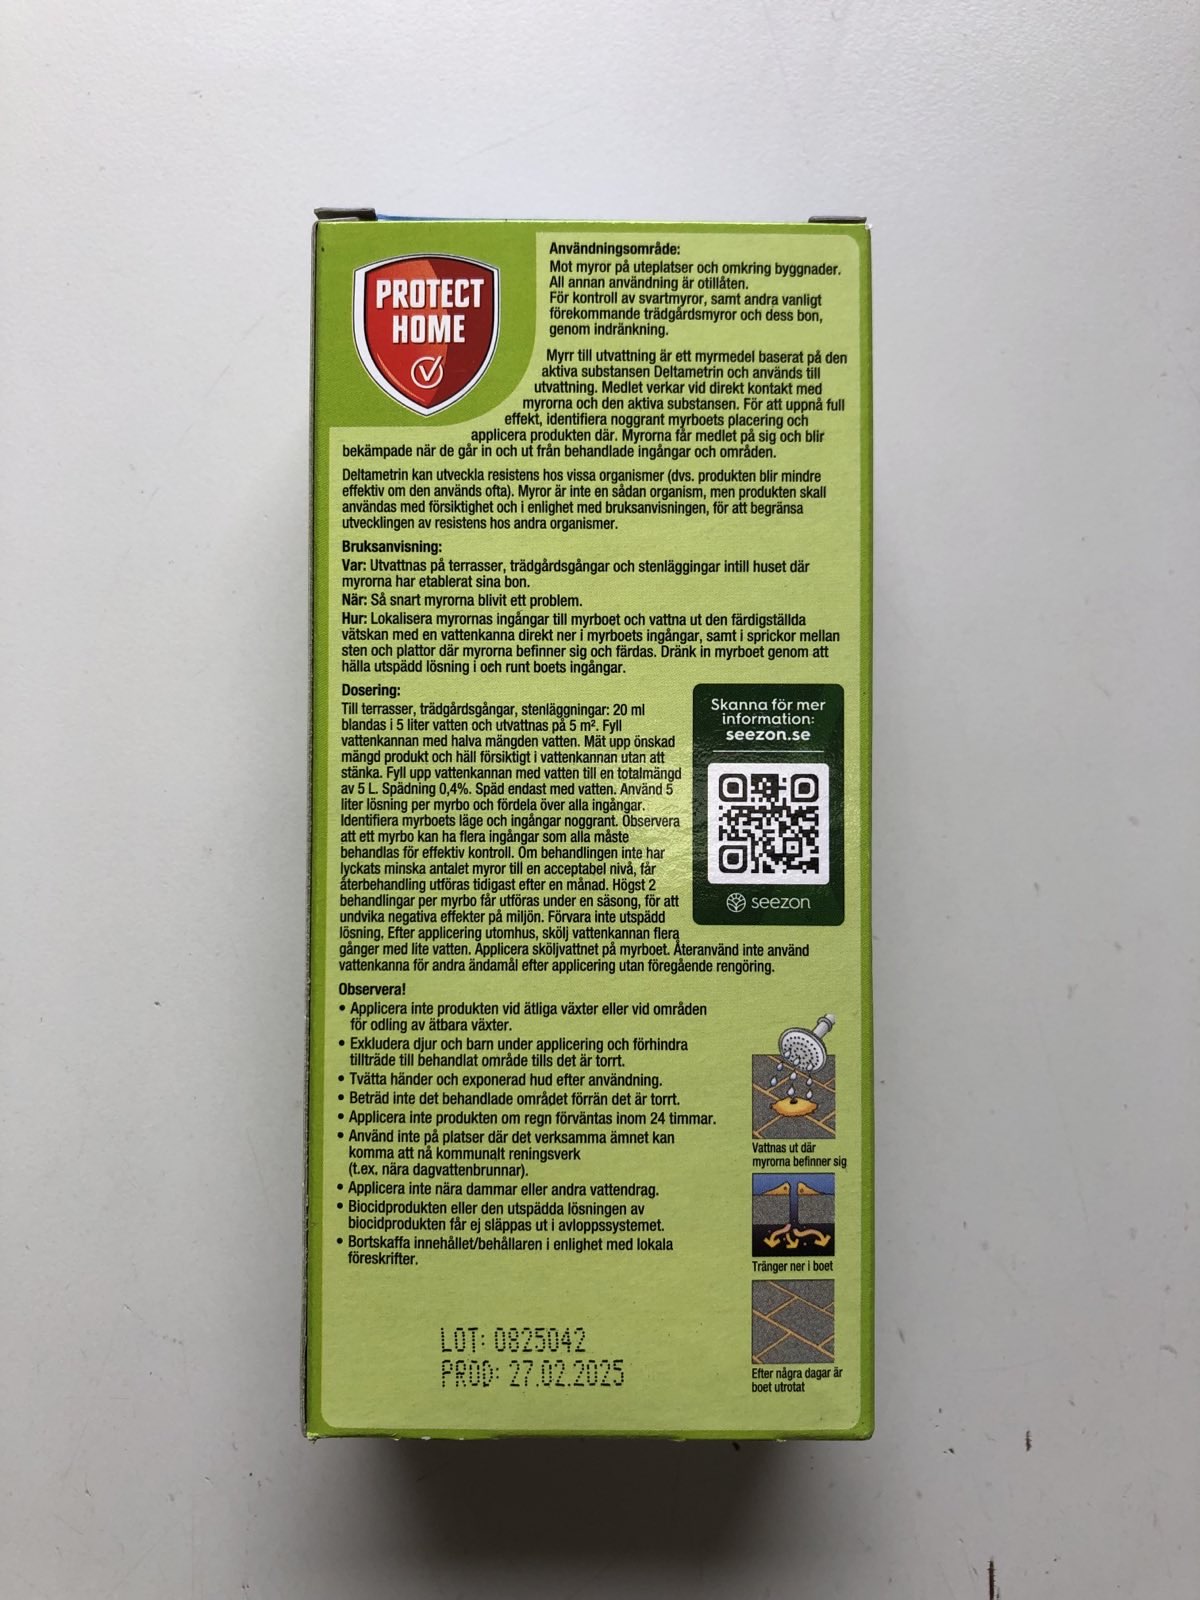 PROTECT
HOME
Användningsområde:
Mot myror på uteplatser och omkring byggnader.
All annan användning är otillåten.
För kontroll av svartmyror, samt andra vanligt
förekommande trädgårdsmyror och dess bon,
genom indränkning.
Myrr till utvattning är ett myrmedel baserat på den
aktiva substansen Deltametrin och används till
utvattning. Medlet verkar vid direkt kontakt med
myrorna och den aktiva substansen. För att uppnå full
effekt, identifiera noggrant myrboets placering och
applicera produkten där. Myrorna får medlet på sig och blir
bekämpade när de går in och ut från behandlade ingångar och områden.
Deltametrin kan utveckla resistens hos vissa organismer (dvs. produkten blir mindre
effektiv om den används ofta). Myror är inte en sådan organism, men produkten skall
användas med försiktighet och i enlighet med bruksanvisningen, för att begränsa
utvecklingen av resistens hos andra organismer.
Bruksanvisning:
Var: Utvattnas på terrasser, trädgårdsgångar och stenläggingar intill huset där
myrorna har etablerat sina bon.
När: Så snart myrorna blivit ett problem.
Hur: Lokalisera myrornas ingångar till myrboet och vattna ut den färdigställda
vätskan med en vattenkanna direkt ner i myrboets ingångar, samt i sprickor mellan
sten och plattor där myrorna befinner sig och färdas. Dränk in myrboet genom att
hälla utspädd lösning i och runt boets ingångar.
Dosering:
Till terrasser, trädgårdsgångar, stenläggningar: 20 ml
blandas i 5 liter vatten och utvattnas på 5 m². Fyll
vattenkannan med halva mängden vatten. Mät upp önskad
mängd produkt och häll försiktigt i vattenkannan utan att
stänka. Fyll upp vattenkannan med vatten till en totalmängd
av 5 L. Spädning 0,4%. Späd endast med vatten. Använd 5
liter lösning per myrbo och fördela över alla ingångar.
Identifiera myrboets läge och ingångar noggrant. Observera
att ett myrbo kan ha flera ingångar som alla måste
behandlas för effektiv kontroll. Om behandlingen inte har
lyckats minska antalet myror till en acceptabel nivå, får
återbehandling utföras tidigast efter en månad. Högst 2
behandlingar per myrbo får utföras under en säsong, för att
undvika negativa effekter på miljön. Förvara inte utspädd
lösning. Efter applicering utomhus, skölj vattenkannan flera
gånger med lite vatten. Applicera sköljvattnet på myrboet. Återanvänd inte använd
vattenkanna för andra ändamål efter applicering utan föregående rengöring.
Skanna för mer
information:
seezon.se
seezon
Observera!
• Applicera inte produkten vid ätliga växter eller vid områden
för odling av ätbara växter.
• Exkludera djur och barn under applicering och förhindra
tillträde till behandlat område tills det är torrt.
• Tvätta händer och exponerad hud efter användning.
• Beträd inte det behandlade området förrän det är torrt.
• Applicera inte produkten om regn förväntas inom 24 timmar.
• Använd inte på platser där det verksamma ämnet kan
komma att nå kommunalt reningsverk
(t.ex. nära dagvattenbrunnar).
• Applicera inte nära dammar eller andra vattendrag.
• Biocidprodukten eller den utspädda lösningen av
biocidprodukten får ej släppas ut i avloppssystemet.
• Bortskaffa innehållet/behållaren i enlighet med lokala
föreskrifter.
Vattnas ut där
myrorna befinner sig
Tränger ner i boet
Efter några dagar är
boet utrotat
LOT: 0825042
PROD: 27.02.2025